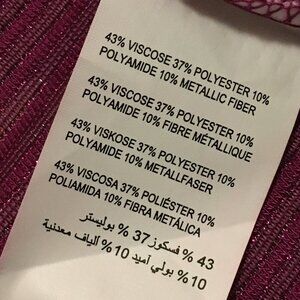 43% VISCOSE 37% POLYESTER 10%
POLYAMIDE 10% METALLIC FIBER
43% VISCOSE 37% POLYESTER 10%
POLYAMIDE 10% FIBRE MÉTALLIQUE
43% VISKOSE 37% POLYESTER 10%
POLYAMIDE 10% METALLFASER
43% VISCOSA 37% POLIÉSTER 10%
POLIAMIDA 10% FIBRA METÁLICA
43 % فسكوز 37 % بوليستر
10% بولي أميد 10 % ألياف معدنية